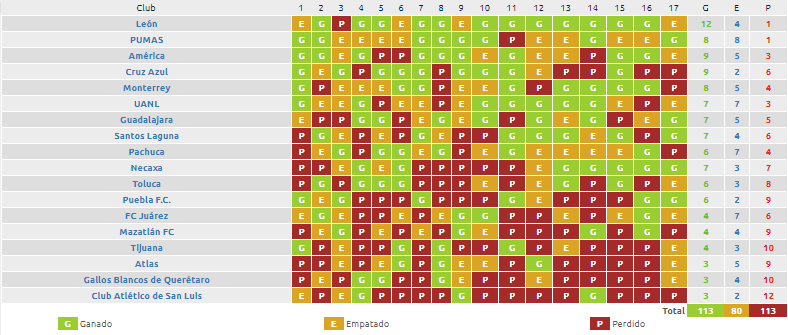 Club 1 2 3 4 5 6 7 8 9 10 11 12 13 14 15 16 17 G E P
León E G P G G E G G E G G G G G G G E 12 4 1
PUMAS G G E E E E G G G G P E E G E E G 8 8 1
América G G G E P P G G G E G E E P G G E 9 5 3
Cruz Azul G E G P G G G P G G G E P P G P P 9 2 6
Monterrey G P E E E G G P E E G P G G G G P 8 5 4
UANL G E E G P E E P E G G G G G E P E 7 7 3
Guadalajara E P P G G P E G E G P G E G P E G 7 5 5
Santos Laguna P G E P E P G E P P G G G E G P G 7 4 6
Pachuca P E G P G G E G P E G E E E E G P 6 7 4
Necaxa P P E G E G P P P P P E G G G G G 7 3 7
Toluca P G P G G G P P P E P E G P G P E 6 3 8
Puebla F.C. G E G P P P G P P P G E P P P G G 6 2 9
FC Juárez E G E P P E P E G G P P E P E G E 4 7 6
Mazatlán FC P E G P E P E P G E P P P G P G P 4 4 9
Tijuana G P E P P G P G P P G P E P P P E 4 3 10
Atlas P P E P E G P G E E P G P P P P E 3 5 9
Gallos Blancos de Querétaro P E P G G P P G E P P E P P P P E 3 4 10
Club Atlético de San Luis E P E G P P P G P P P P P G P P P 3 2 12
Total 113 80 113
G Ganado E Empatado P Perdido